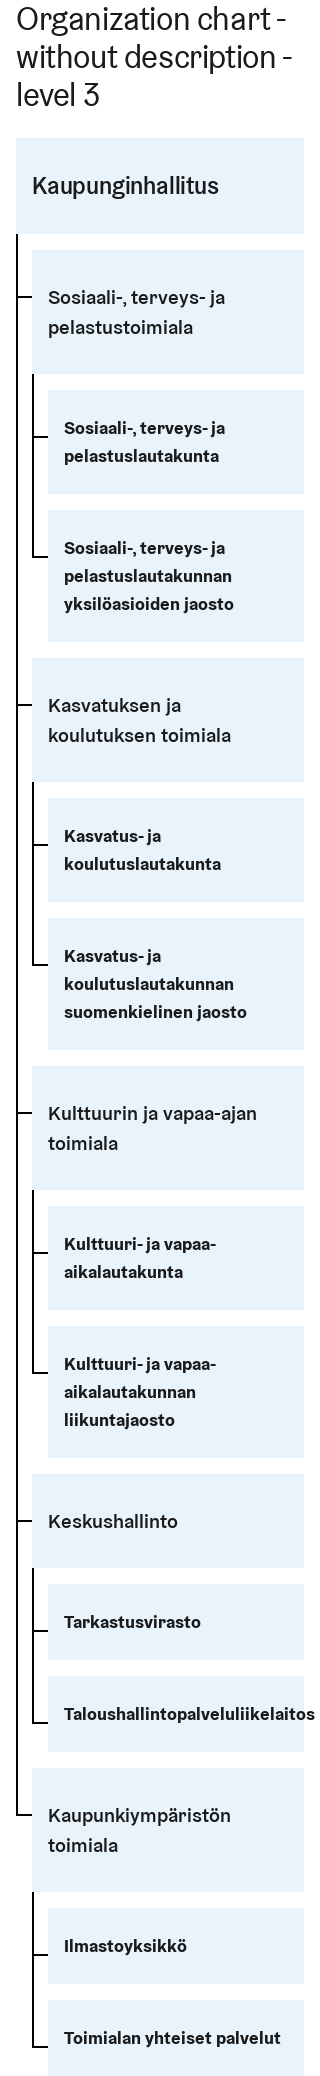 Organization chart -
without description -
level 3
Kaupunginhallitus
Sosiaali-, terveys- ja
pelastustoimiala
Sosiaali-, terveys- ja
pelastuslautakunta
Sosiaali-, terveys- ja
pelastuslautakunnan
yksilöasioiden jaosto
Kasvatuksen ja
koulutuksen toimiala
Kasvatus- ja
koulutuslautakunta
Kasvatus- ja
koulutuslautakunnan
suomenkielinen jaosto
Kulttuurin ja vapaa-ajan
toimiala
Kulttuuri- ja vapaa-
aikalautakunta
Kulttuuri- ja vapaa-
aikalautakunnan
liikuntajaosto
Keskushallinto
Tarkastusvirasto
Taloushallintopalveluliikelaitos
Kaupunkiympäristön
toimiala
Ilmastoyksikkö
Toimialan yhteiset palvelut